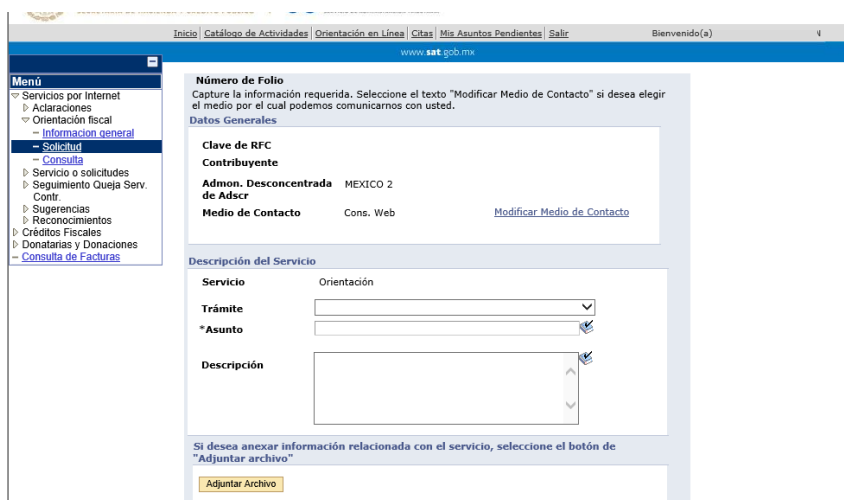 Inicio Catálogo de Actividades Orientación en Línea Citas Mis Asuntos Pendientes Salir Bienvenido(a)
www.sat.gob.mx
Menú
Servicios por Internet
Aclaraciones
Orientación fiscal
Informacion general
Solicitud
Consulta
Servicio o solicitudes
Seguimiento Queja Serv.
Contr.
Sugerencias
Reconocimientos
Créditos Fiscales
Donatarias y Donaciones
Consulta de Facturas
Número de Folio
Capture la información requerida. Seleccione el texto "Modificar Medio de Contacto" si desea elegir
el medio por el cual podemos comunicarnos con usted.
Datos Generales
Clave de RFC
Contribuyente
Admon. Desconcentrada MEXICO 2
de Adscr
Medio de Contacto Cons. Web Modificar Medio de Contacto
Descripción del Servicio
Servicio Orientación
Trámite
*Asunto
Descripción
Si desea anexar información relacionada con el servicio, seleccione el botón de
"Adjuntar archivo"
Adjuntar Archivo